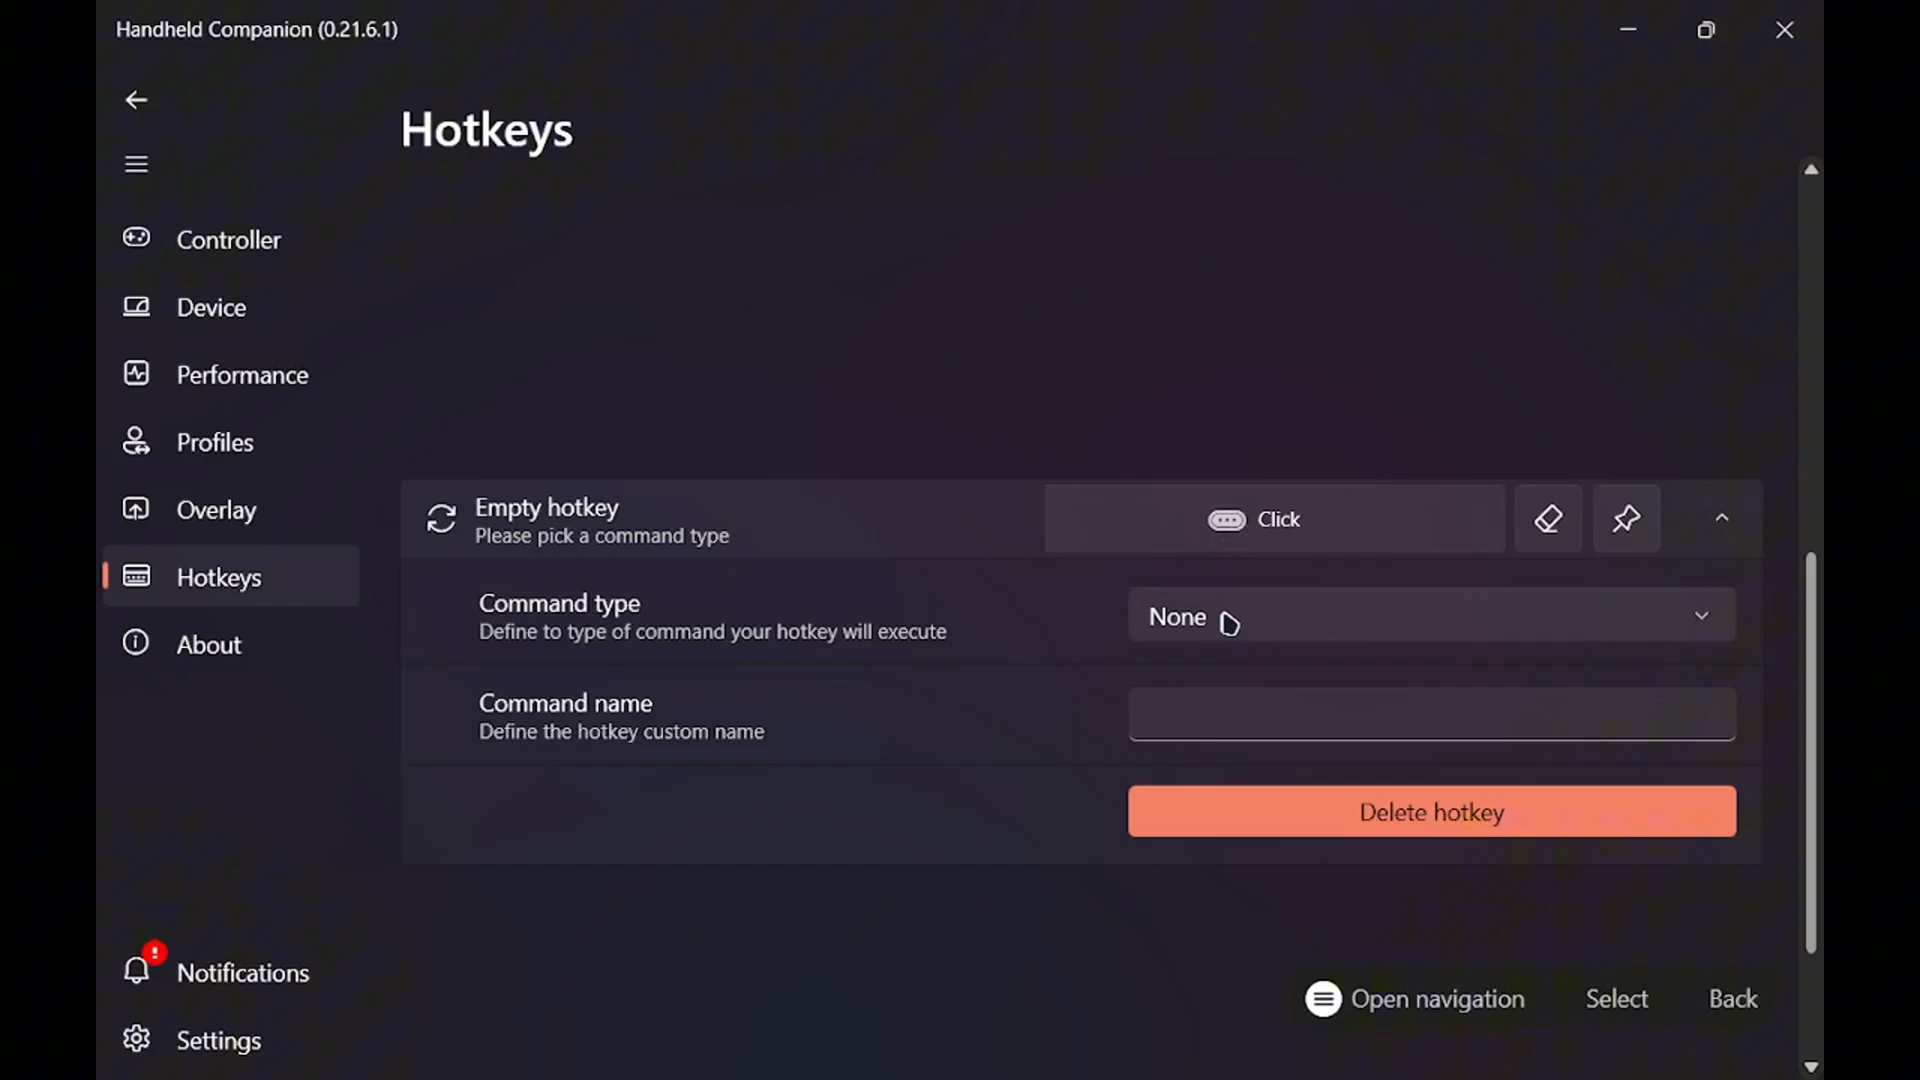 Handheld Companion (0.21.6.1)
Hotkeys
Controller
Device
Performance
Profiles
Overlay
Hotkeys
About
Notifications
Settings
Empty hotkey
Please pick a command type
Click
Command type
Define to type of command your hotkey will execute
None
Command name
Define the hotkey custom name
Delete hotkey
Open navigation
Select
Back